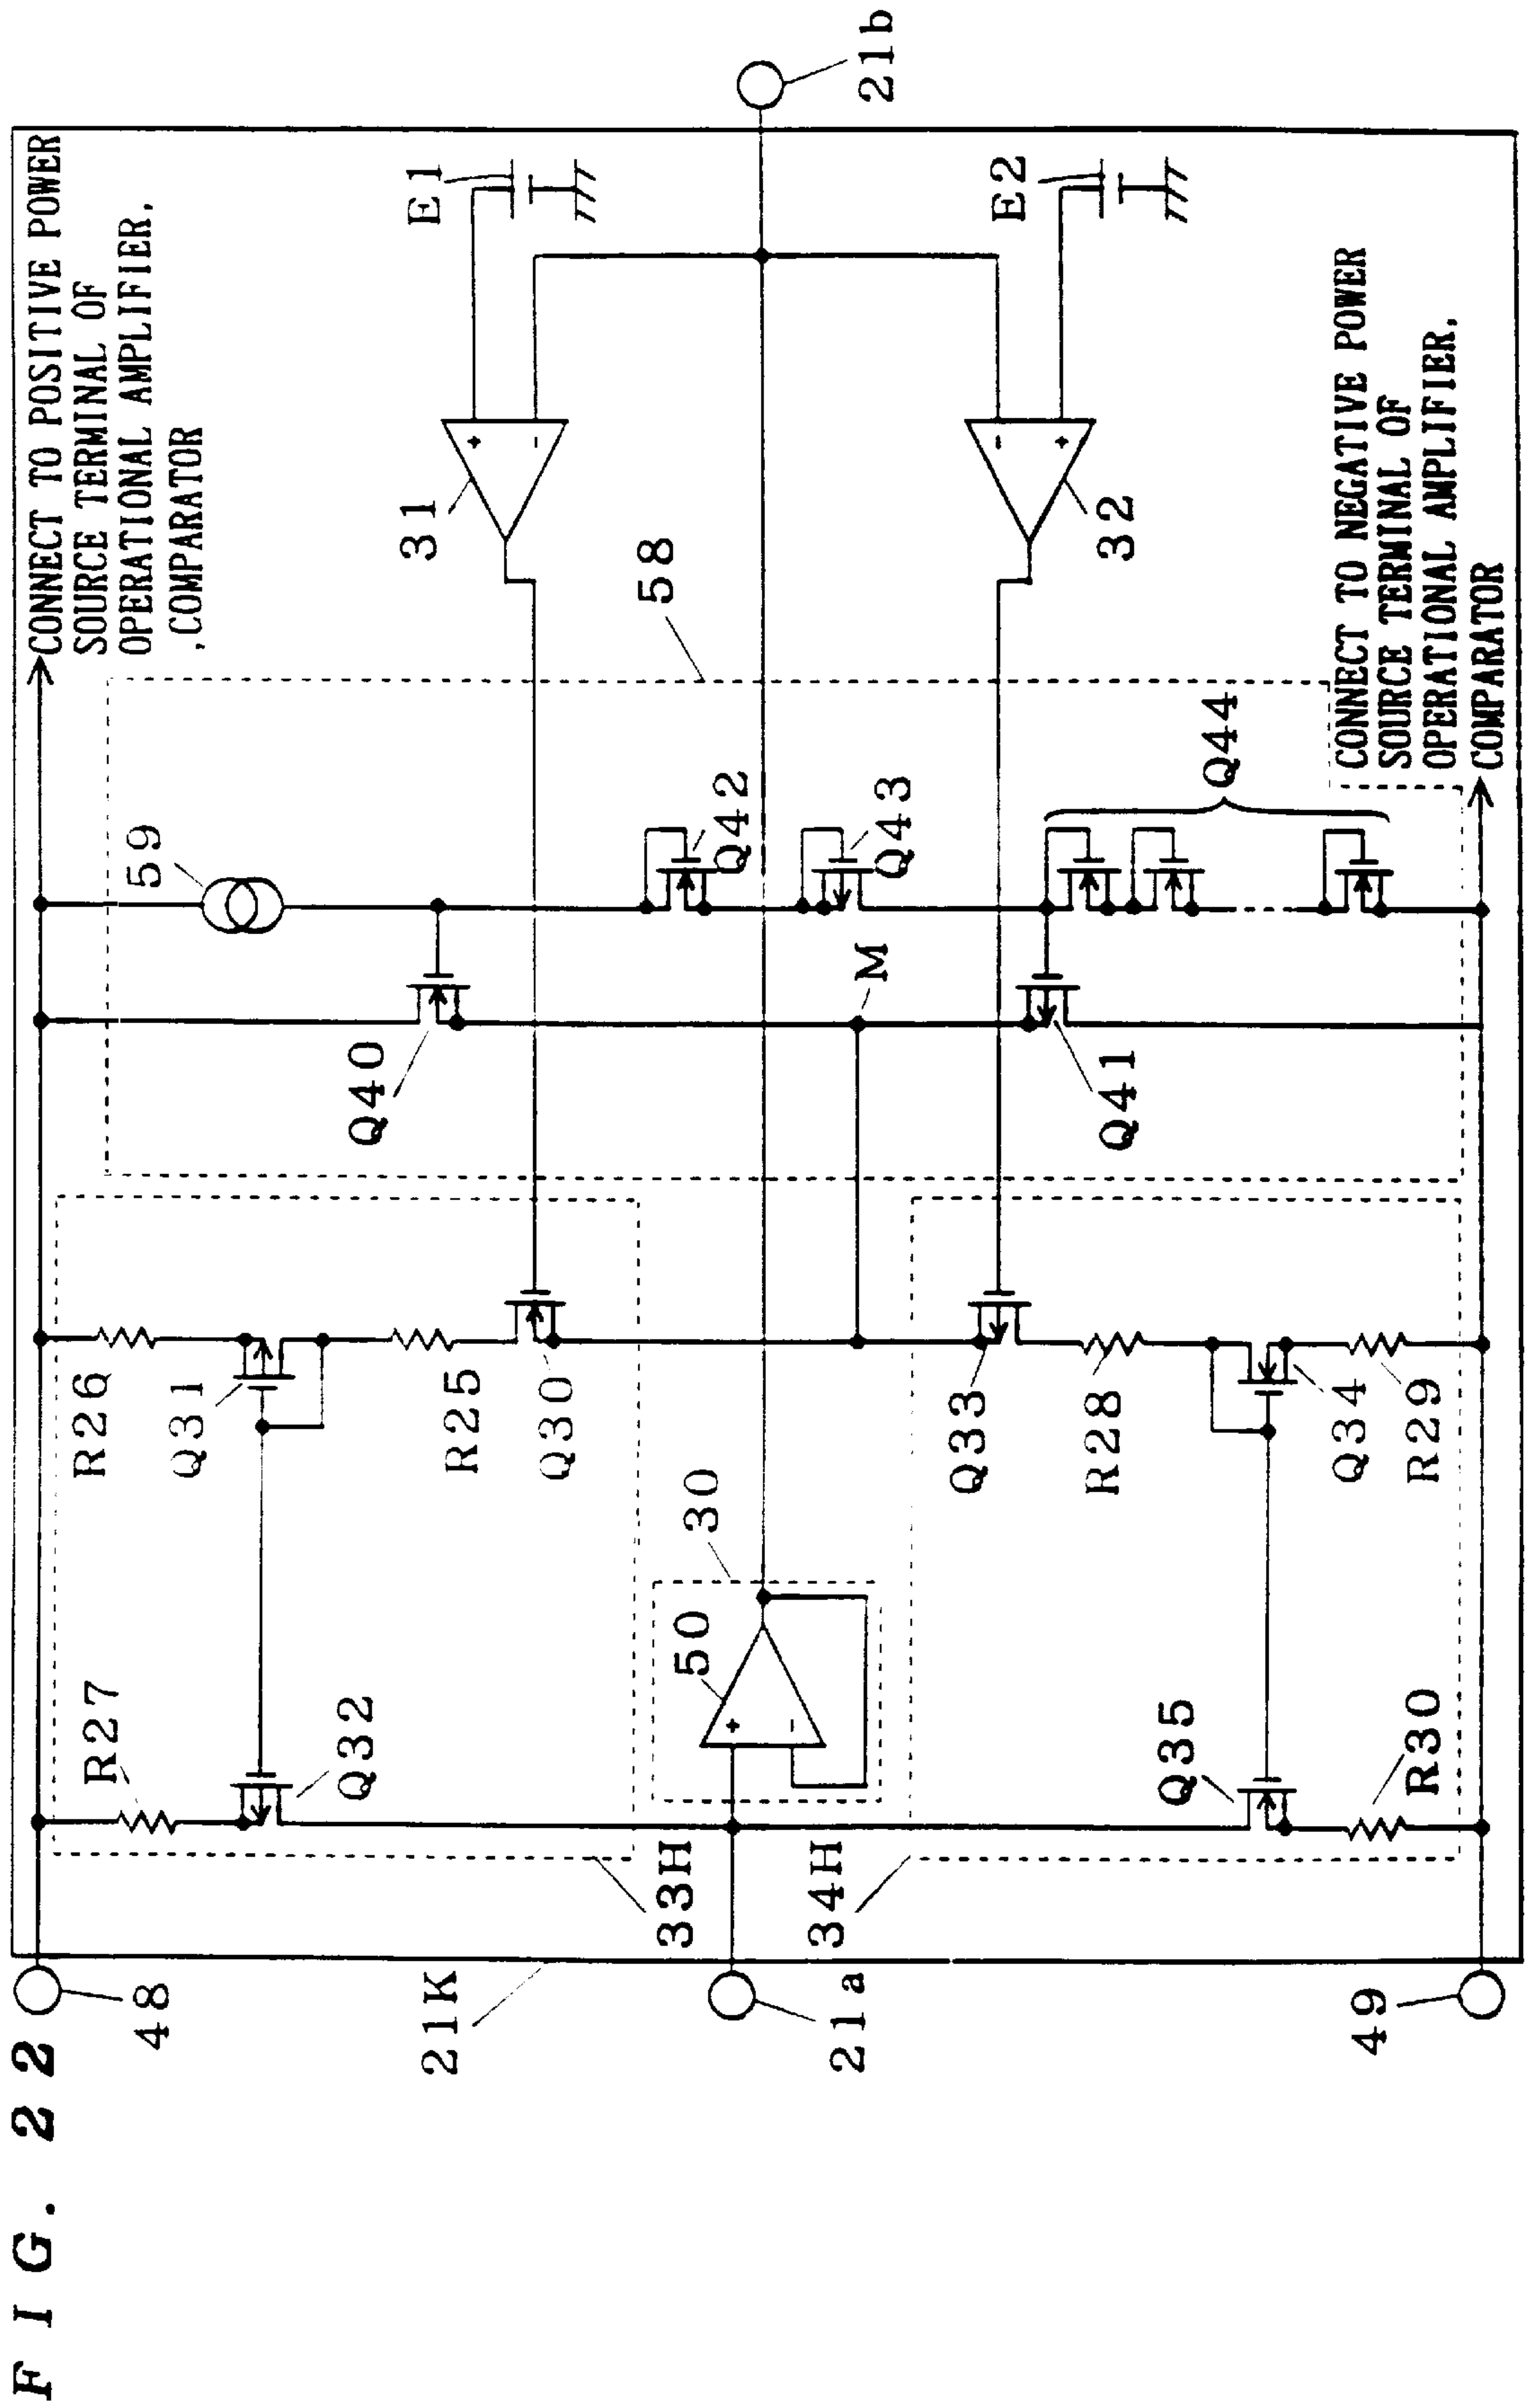 FIG. 22
48
CONNECT TO POSITIVE POWER
SOURCE TERMINAL OF
OPERATIONAL AMPLIFIER,
,COMPARATOR
R27
R26
59
Q32
Q31
R25
Q30
Q40
31
+
-
E1
21K
33H
50
+
-
30
58
Q42
21b
21a
34H
M
Q43
Q33
32
-
+
E2
Q35
R28
Q41
Q34
Q44
R30
R29
49
CONNECT TO NEGATIVE POWER
SOURCE TERMINAL OF
OPERATIONAL AMPLIFIER,
COMPARATOR